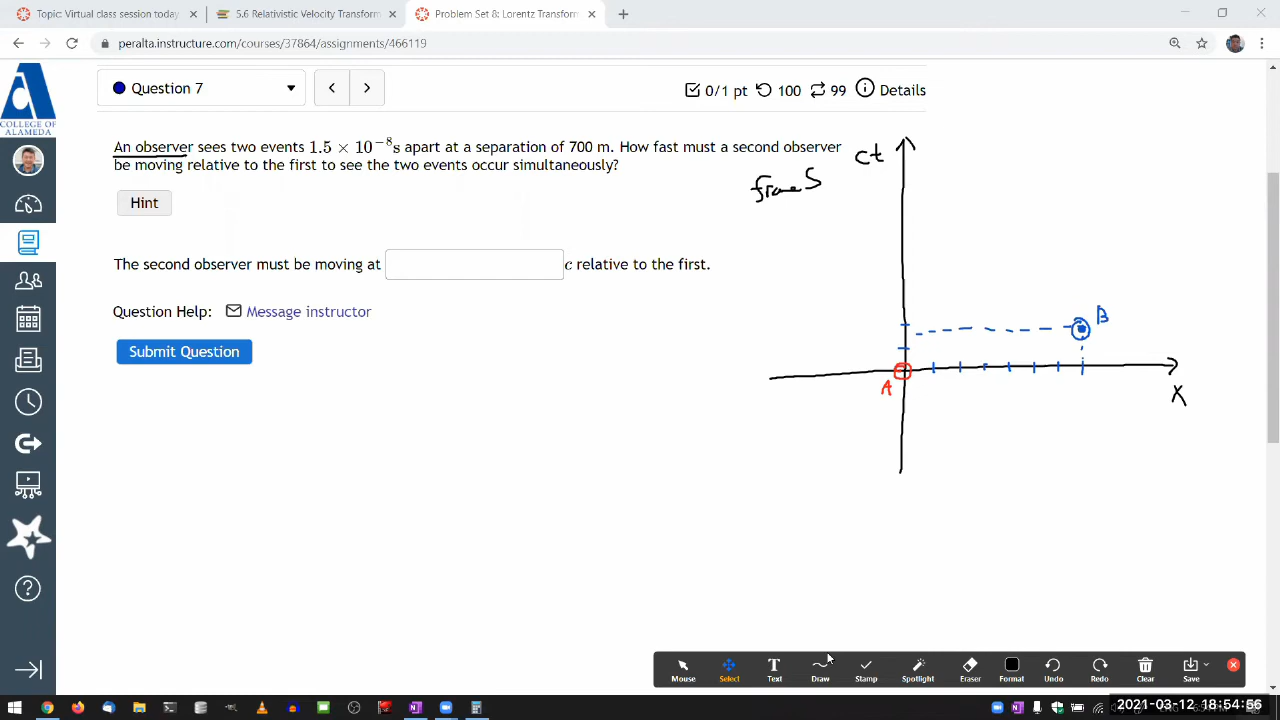 Topic: Virtual class session today
5.6 Relativistic Velocity Transform
Problem Set 8: Lorentz Transform
peralta.instructure.com/courses/37864/assignments/466119
COLLEGE OF
ALAMEDA
Question 7
0/1 pt
100
99
Details
An observer sees two events 1.5 × 10⁻⁸s apart at a separation of 700 m. How fast must a second observer
be moving relative to the first to see the two events occur simultaneously?
Hint
The second observer must be moving at c relative to the first.
Question Help: Message instructor
Submit Question
ct
frame S
B
A
X
Mouse
Select
Text
Draw
Stamp
Spotlight
Eraser
Format
Undo
Redo
Clear
Save
2021-03-12 18:54:56